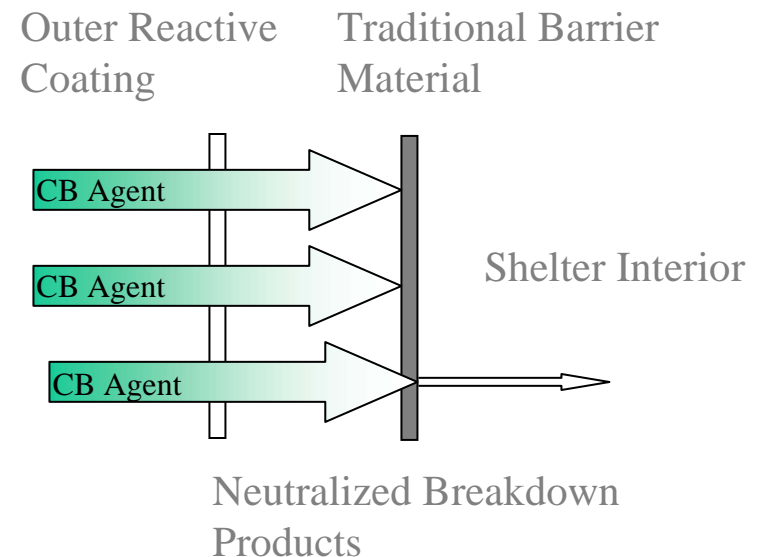 Outer Reactive
Coating
Traditional Barrier
Material
CB Agent
CB Agent
Shelter Interior
CB Agent
Neutralized Breakdown
Products